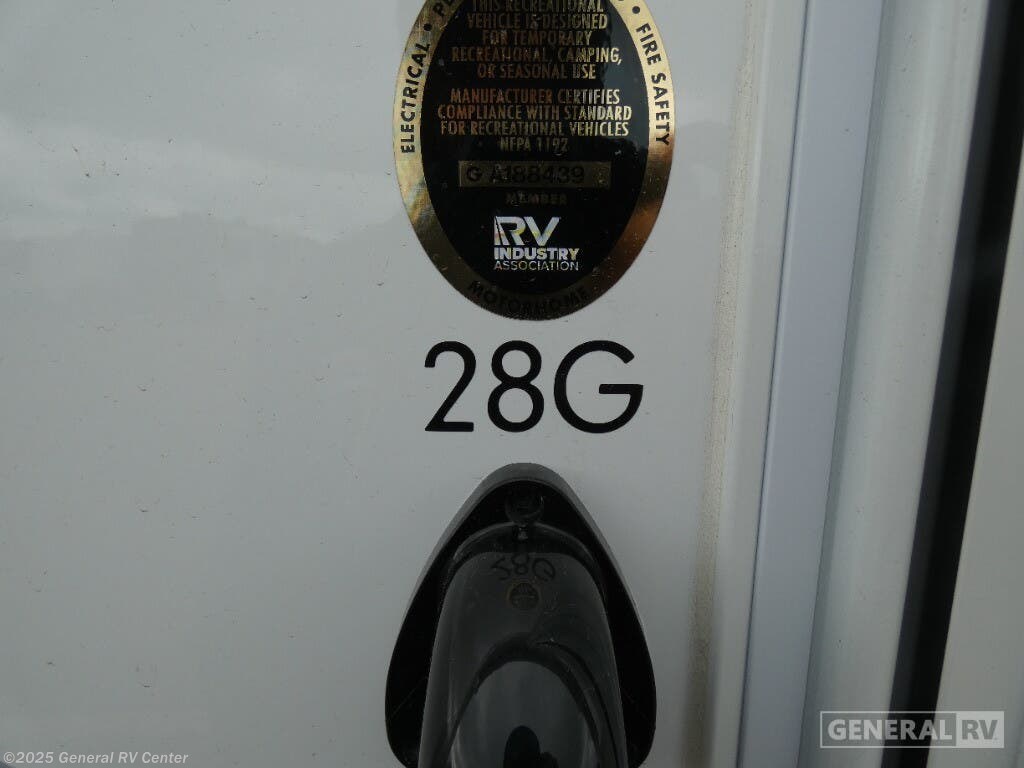 THIS RECREATIONAL
VEHICLE IS DESIGNED
FOR TEMPORARY
RECREATIONAL, CAMPING,
OR SEASONAL USE
MANUFACTURER CERTIFIES
COMPLIANCE WITH STANDARD
FOR RECREATIONAL VEHICLES
NFPA 1192
ELECTRICAL •
• FIRE SAFETY
G A188439
MEMBER
RV
INDUSTRY
ASSOCIATION
MOTORHOME
28G
28G
GENERAL RV
©2025 General RV Center